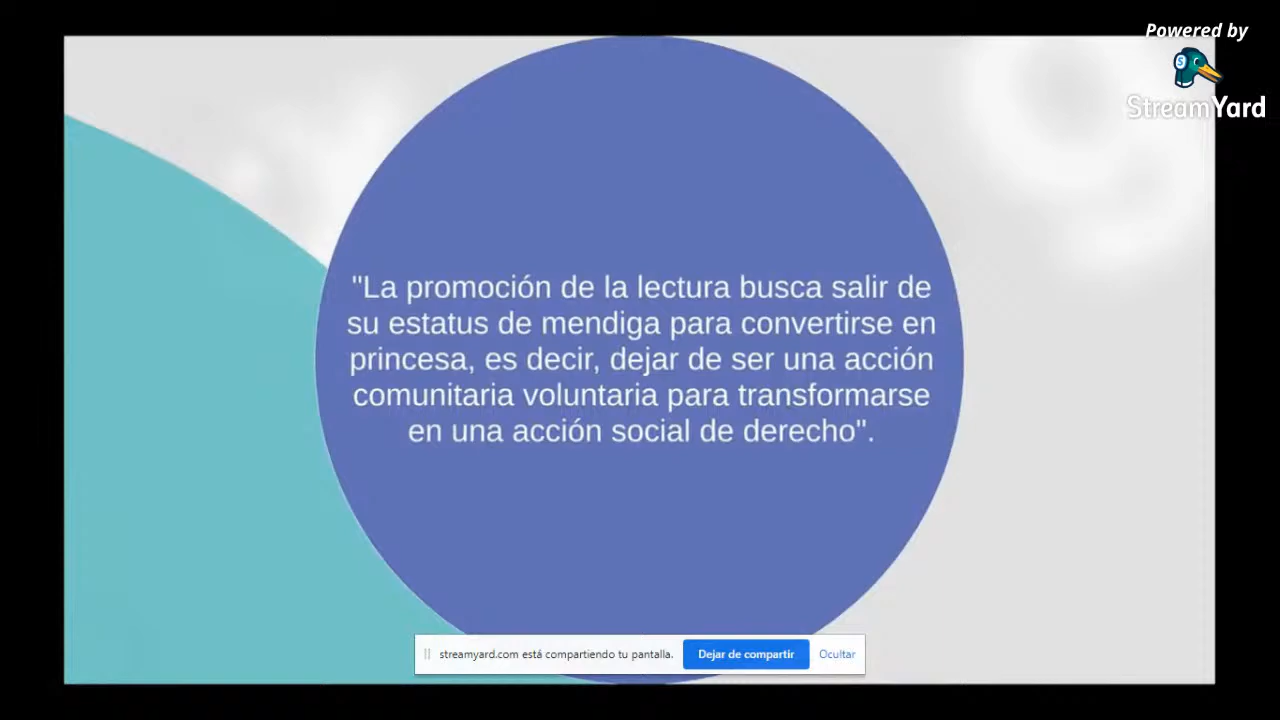 Powered by
StreamYard
"La promoción de la lectura busca salir de
su estatus de mendiga para convertirse en
princesa, es decir, dejar de ser una acción
comunitaria voluntaria para transformarse
en una acción social de derecho".
streamyard.com está compartiendo tu pantalla. Dejar de compartir Ocultar